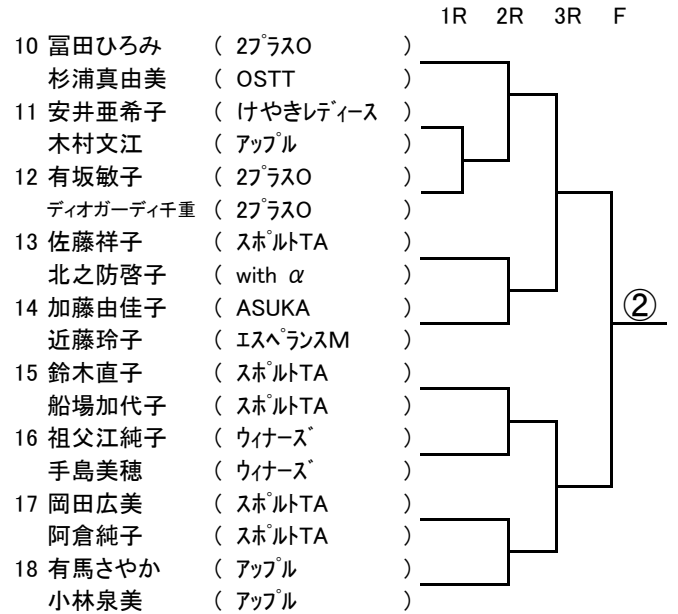 1R 2R 3R F
10 冨田ひろみ ( 2プラスO )
杉浦真由美 ( OSTT )
11 安井亜希子 ( けやきレディース )
木村文江 ( アップル )
12 有坂敏子 ( 2プラスO )
ディオガーディ千重 ( 2プラスO )
13 佐藤祥子 ( スポルトTA )
北之防啓子 ( with α )
14 加藤由佳子 ( ASUKA )
近藤玲子 ( エスペランスM )
②
15 鈴木直子 ( スポルトTA )
船場加代子 ( スポルトTA )
16 祖父江純子 ( ウィナーズ )
手島美穂 ( ウィナーズ )
17 岡田広美 ( スポルトTA )
阿倉純子 ( スポルトTA )
18 有馬さやか ( アップル )
小林泉美 ( アップル )